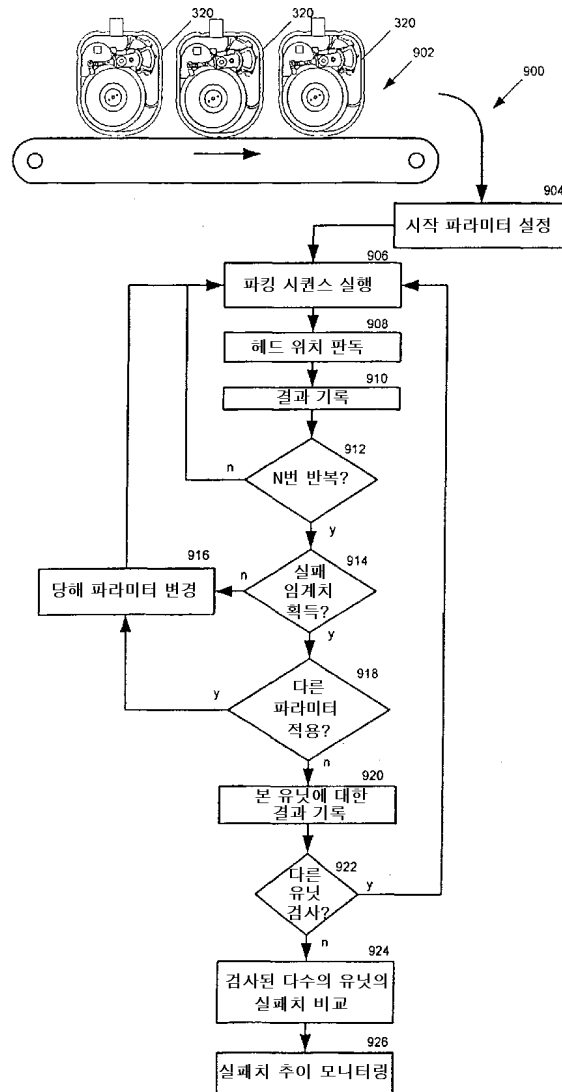 320
320
320
902
900
904
시작 파라미터 설정
906
파킹 시퀀스 실행
908
헤드 위치 판독
910
결과 기록
912
N번 반복?
n
y
914
실패
임계치
획득?
n
y
916
당해 파라미터 변경
918
다른
파라미터
적용?
y
n
920
본 유닛에 대한
결과 기록
922
다른
유닛
검사?
y
n
924
검사된 다수의 유닛의
실패치 비교
926
실패치 추이 모니터링